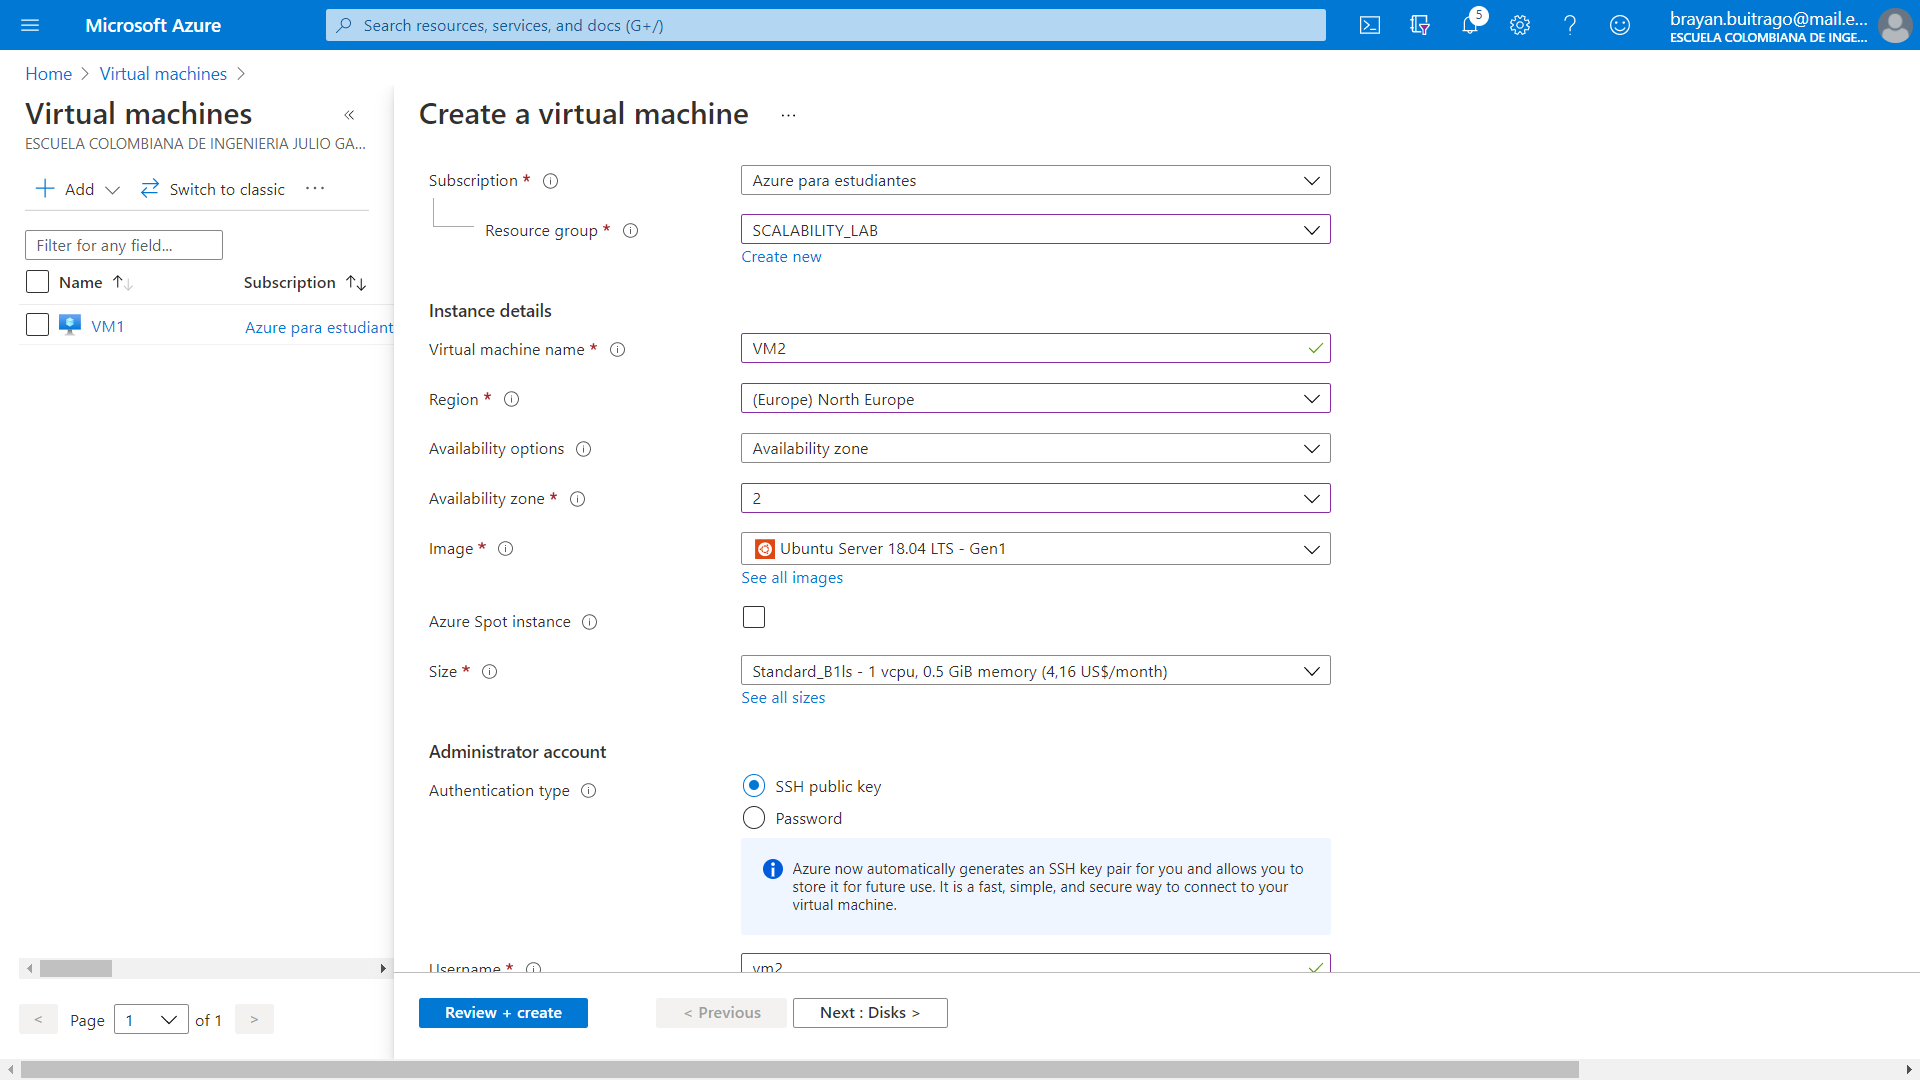 Microsoft Azure
Search resources, services, and docs (G+/)
5
brayan.buitrago@mail.e...
ESCUELA COLOMBIANA DE INGE...
Home > Virtual machines >
Virtual machines
«
ESCUELA COLOMBIANA DE INGENIERIA JULIO GA...
Add
Switch to classic
...
Filter for any field...
Name
Subscription
VM1
Azure para estudiant
Page 1 of 1
Create a virtual machine
...
Subscription *
Azure para estudiantes
Resource group *
SCALABILITY_LAB
Create new
Instance details
Virtual machine name *
VM2
Region *
(Europe) North Europe
Availability options
Availability zone
Availability zone *
2
Image *
Ubuntu Server 18.04 LTS - Gen1
See all images
Azure Spot instance
Size *
Standard_B1ls - 1 vcpu, 0.5 GiB memory (4,16 US$/month)
See all sizes
Administrator account
Authentication type
SSH public key
Password
Azure now automatically generates an SSH key pair for you and allows you to
store it for future use. It is a fast, simple, and secure way to connect to your
virtual machine.
Username *
vm2
Review + create
< Previous
Next : Disks >